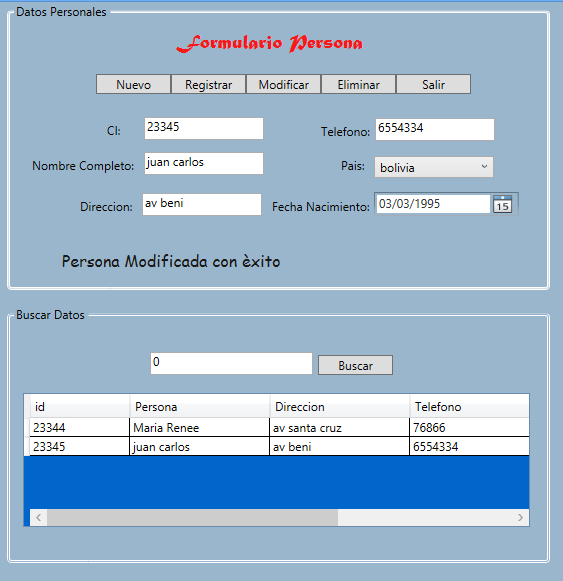 Datos Personales
Formulario Persona
Nuevo Registrar Modificar Eliminar Salir
CI: 23345 Telefono: 6554334
Nombre Completo: juan carlos Pais: bolivia
Direccion: av beni Fecha Nacimiento: 03/03/1995 15
Persona Modificada con èxito
Buscar Datos
0 Buscar
id Persona Direccion Telefono
23344 Maria Renee av santa cruz 76866
23345 juan carlos av beni 6554334